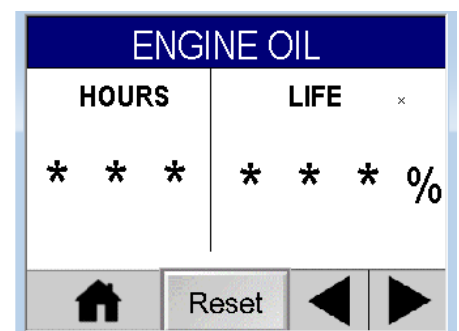 ENGINE OIL
HOURS LIFE ×
* * * * * * %
Reset